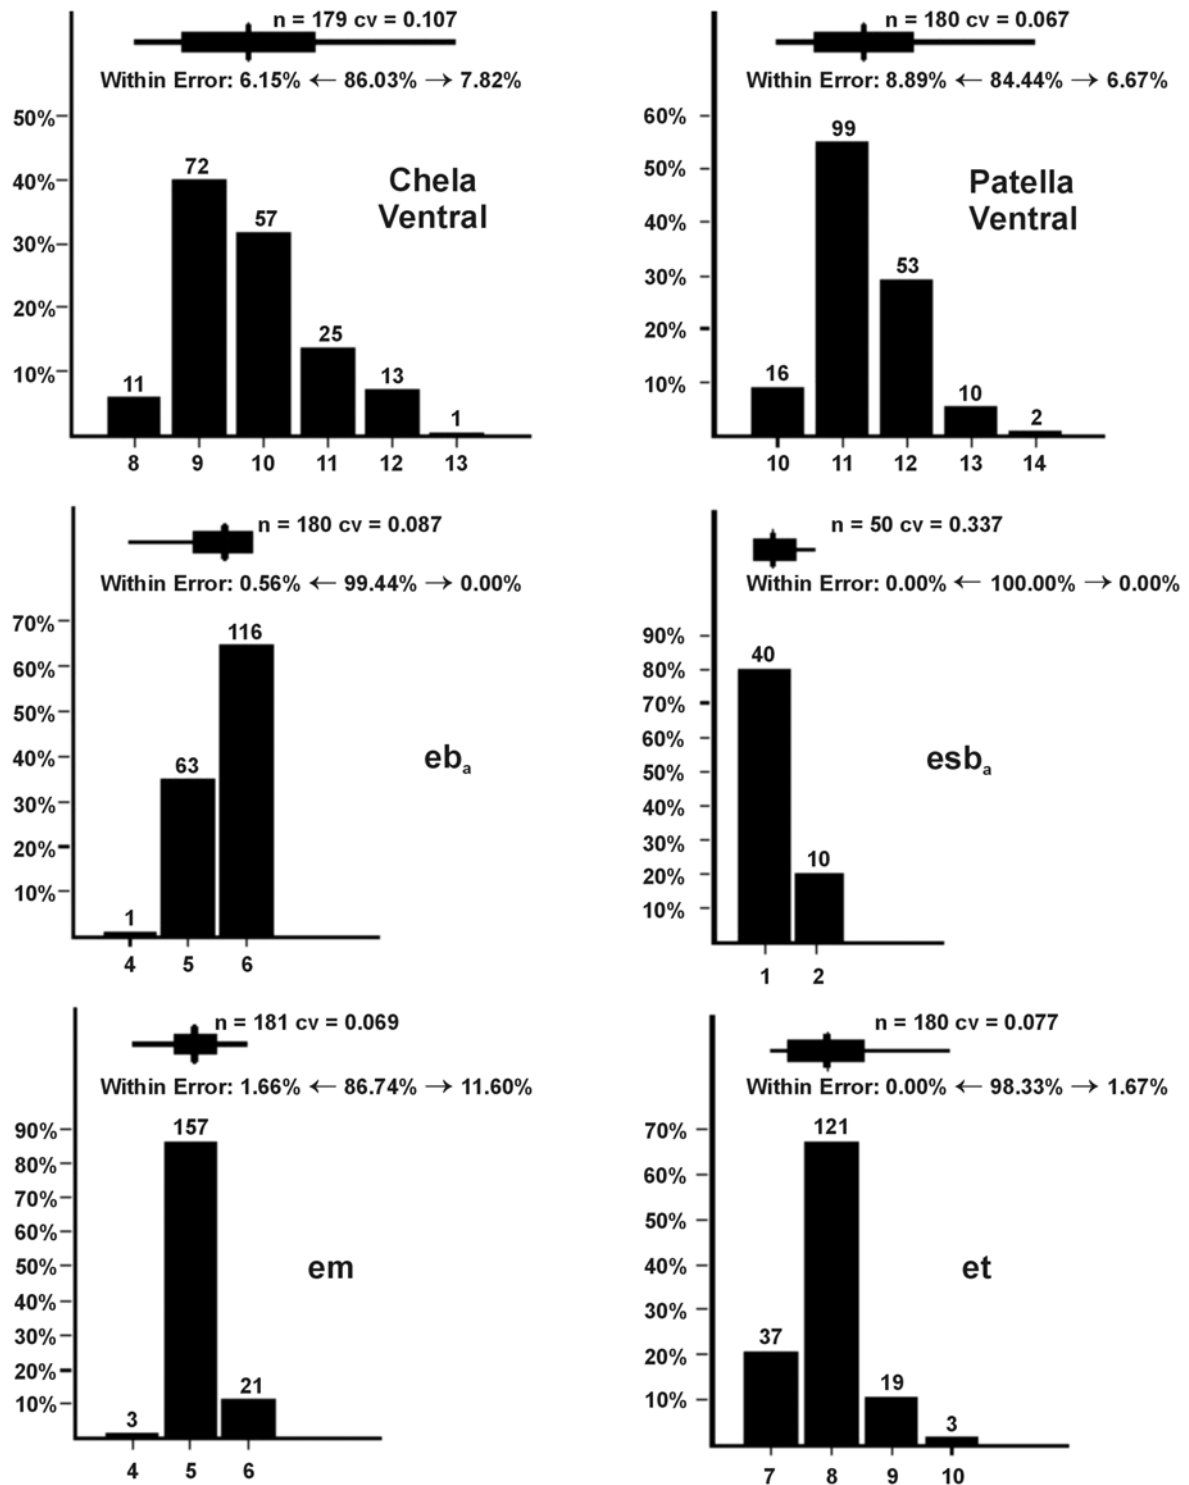 n = 179 cv = 0.107
Within Error: 6.15% ← 86.03% → 7.82%
50%
40%
30%
20%
10%
72
57
25
11
13
1
Chela
Ventral
8 9 10 11 12 13
n = 180 cv = 0.067
Within Error: 8.89% ← 84.44% → 6.67%
60%
50%
40%
30%
20%
10%
99
53
16
10
2
Patella
Ventral
10 11 12 13 14
n = 180 cv = 0.087
Within Error: 0.56% ← 99.44% → 0.00%
70%
60%
50%
40%
30%
20%
10%
116
63
1
eba
4 5 6
n = 50 cv = 0.337
Within Error: 0.00% ← 100.00% → 0.00%
90%
80%
70%
60%
50%
40%
30%
20%
10%
40
10
esba
1 2
n = 181 cv = 0.069
Within Error: 1.66% ← 86.74% → 11.60%
90%
80%
70%
60%
50%
40%
30%
20%
10%
157
21
3
em
4 5 6
n = 180 cv = 0.077
Within Error: 0.00% ← 98.33% → 1.67%
70%
60%
50%
40%
30%
20%
10%
121
37
19
3
et
7 8 9 10